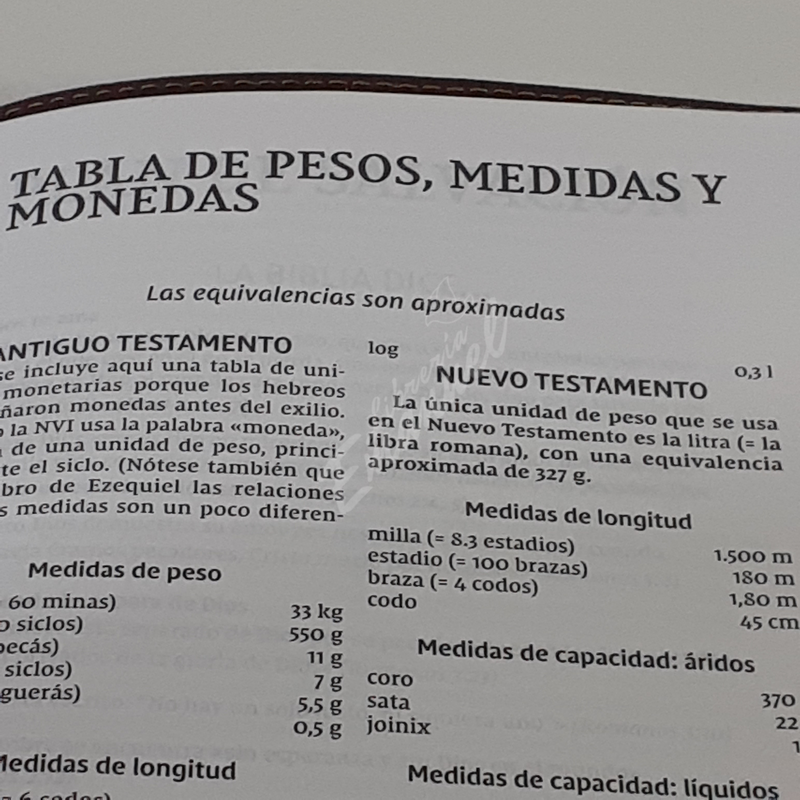 TABLA DE PESOS, MEDIDAS Y
MONEDAS
Las equivalencias son aproximadas
ANTIGUO TESTAMENTO
se incluye aquí una tabla de uni-
monetarias porque los hebreos
ñaron monedas antes del exilio.
la NVI usa la palabra «moneda»,
de una unidad de peso, princi-
te el siclo. (Nótese también que
bro de Ezequiel las relaciones
s medidas son un poco diferen-
Medidas de peso
60 minas) 33 kg
o siclos) 550 g
becás) 11 g
siclos) 7 g
guerás) 5,5 g
0,5 g
Medidas de longitud
6 codos)
log 0,3 l
NUEVO TESTAMENTO
La única unidad de peso que se usa
en el Nuevo Testamento es la litra (= la
libra romana), con una equivalencia
aproximada de 327 g.
Medidas de longitud
milla (= 8.3 estadios) 1.500 m
estadio (= 100 brazas) 180 m
braza (= 4 codos) 1,80 m
codo 45 cm
Medidas de capacidad: áridos
coro 370
sata 22
joinix 1
Medidas de capacidad: líquidos
librería